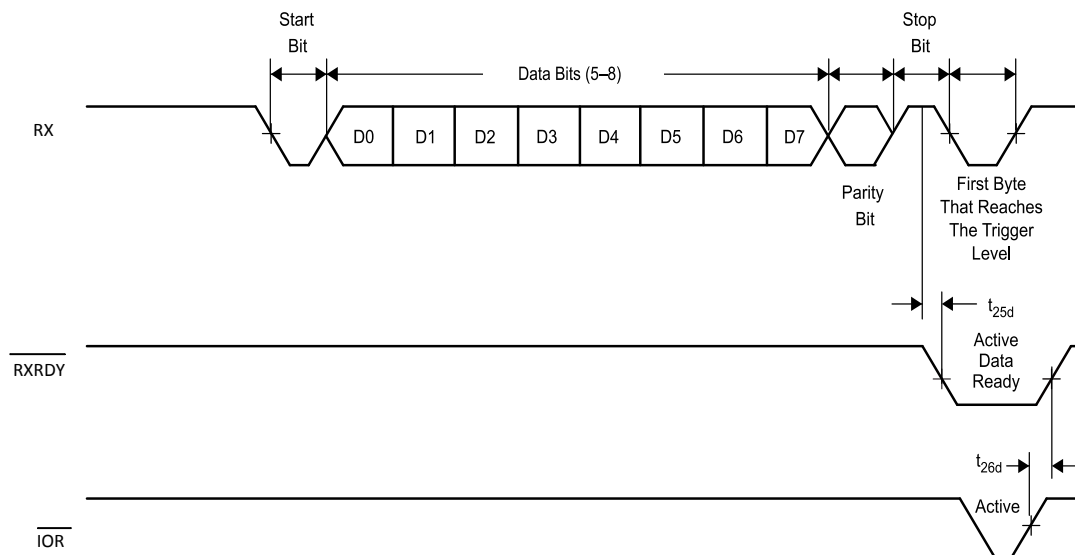 Start
Bit
Stop
Bit
Data Bits (5–8)
RX
D0 D1 D2 D3 D4 D5 D6 D7
Parity
Bit
First Byte
That Reaches
The Trigger
Level
t25d
RXRDY
Active
Data
Ready
t26d
IOR
Active